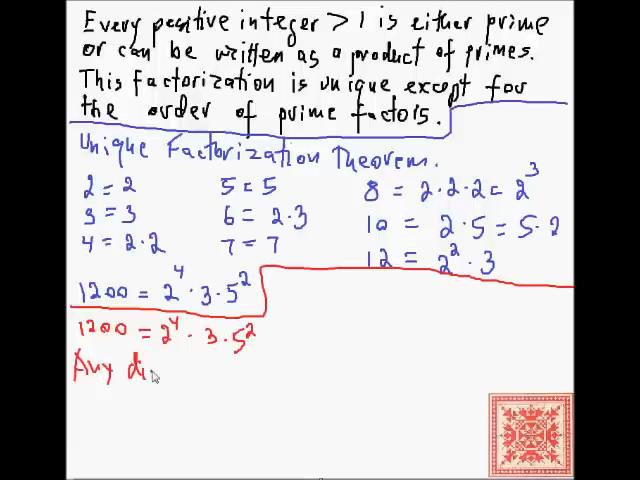 Every positive integer > 1 is either prime
or can be written as a product of primes.
This factorization is unique except for
the order of prime factors.
Unique Factorization Theorem.
2 = 2
3 = 3
4 = 2 · 2
5 = 5
6 = 2 · 3
7 = 7
8 = 2 · 2 · 2 = 2³
10 = 2 · 5 = 5 · 2
12 = 2² · 3
1200 = 2⁴ · 3 · 5²
1200 = 2⁴ · 3 · 5²
Any di